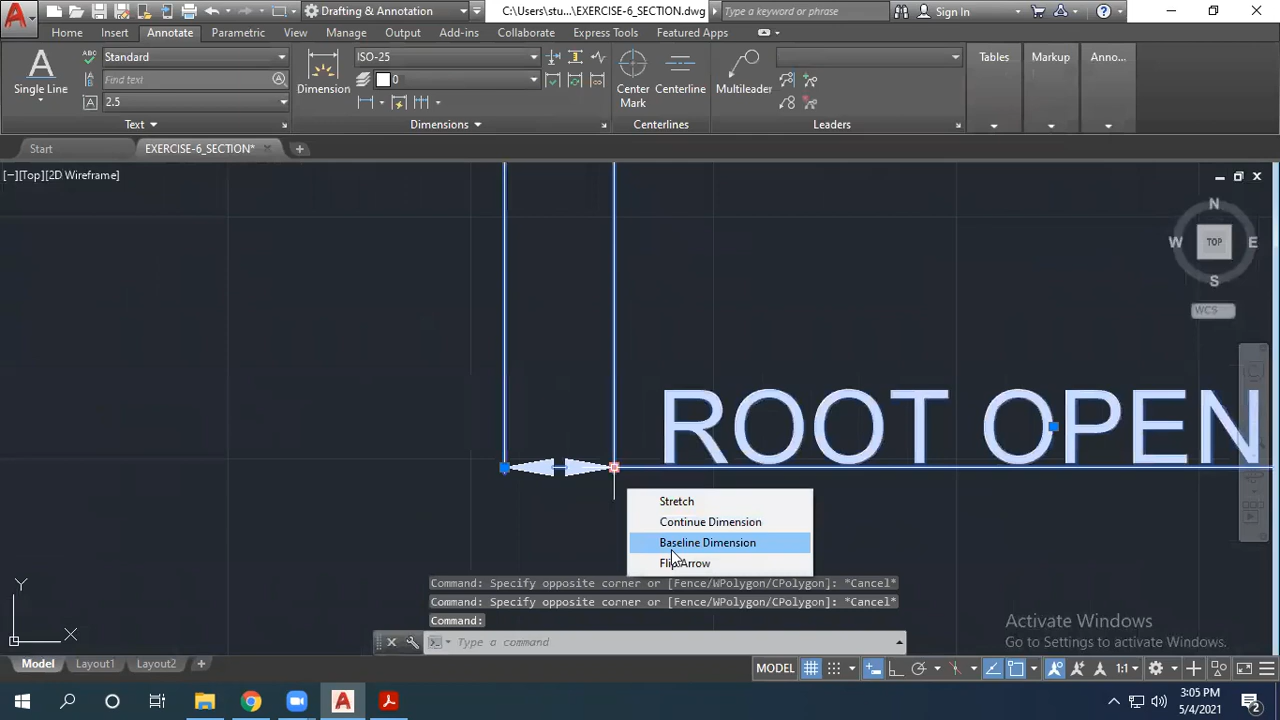 Drafting & Annotation
C:\Users\stu...\EXERCISE-6_SECTION.dwg
Type a keyword or phrase
Sign In
Home Insert Annotate Parametric View Manage Output Add-ins Collaborate Express Tools Featured Apps
Standard
Find text
2.5
Single Line
Text
Dimension
ISO-25
0
Dimensions
Center Mark
Centerline
Centerlines
Multileader
Leaders
Tables
Markup
Anno...
Start
EXERCISE-6_SECTION*
[−][Top][2D Wireframe]
N
W TOP E
S
WCS
ROOT OPEN
Stretch
Continue Dimension
Baseline Dimension
Flip Arrow
Command: Specify opposite corner or [Fence/WPolygon/CPolygon]: *Cancel*
Command: Specify opposite corner or [Fence/WPolygon/CPolygon]: *Cancel*
Command:
Type a command
Y
X
Activate Windows
Go to Settings to activate Windows.
Model Layout1 Layout2
MODEL
1:1
3:05 PM
5/4/2021
2